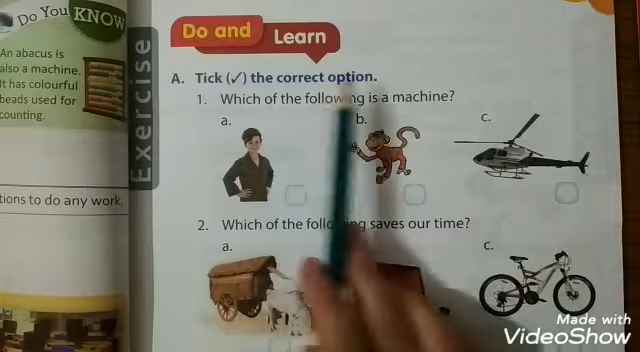 Do You KNOW
An abacus is
also a machine.
It has colourful
beads used for
counting.
tions to do any work.
Exercise
Do and Learn
A. Tick (✓) the correct option.
1. Which of the following is a machine?
a. b. c.
2. Which of the following saves our time?
a. c.
Made with
VideoShow